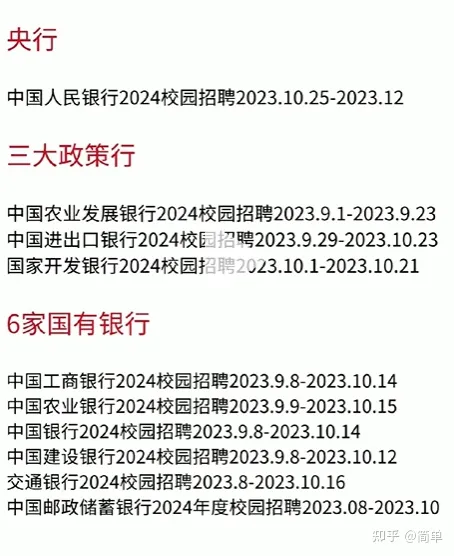 央行
中国人民银行2024校园招聘2023.10.25-2023.12
三大政策行
中国农业发展银行2024校园招聘2023.9.1-2023.9.23
中国进出口银行2024校园招聘2023.9.29-2023.10.23
国家开发银行2024校园招聘2023.10.1-2023.10.21
6家国有银行
中国工商银行2024校园招聘2023.9.8-2023.10.14
中国农业银行2024校园招聘2023.9.9-2023.10.15
中国银行2024校园招聘2023.9.8-2023.10.14
中国建设银行2024校园招聘2023.9.8-2023.10.12
交通银行2024校园招聘2023.8-2023.10.16
中国邮政储蓄银行2024年度校园招聘2023.08-2023.10
知乎 @简单